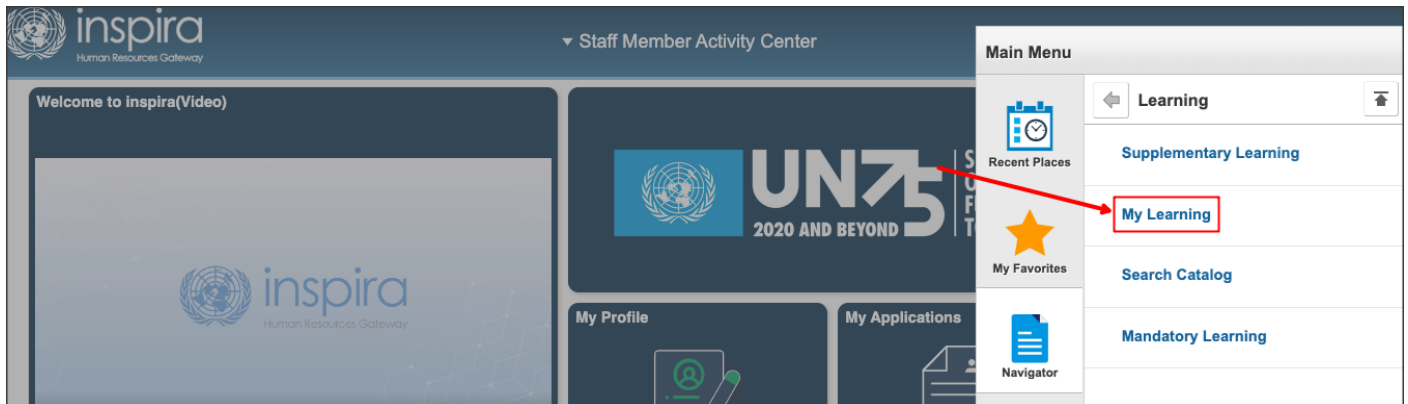 inspira
Human Resources Gateway
Staff Member Activity Center
Main Menu
Welcome to inspira(Video)
inspira
Human Resources Gateway
UN75
2020 AND BEYOND
My Profile
My Applications
Recent Places
My Favorites
Navigator
Learning
Supplementary Learning
My Learning
Search Catalog
Mandatory Learning